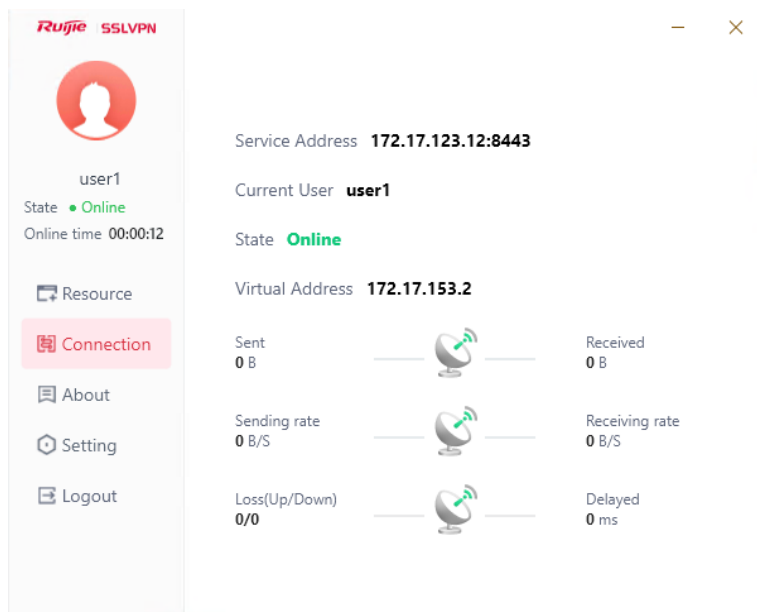 Ruijie SSLVPN
user1
State • Online
Online time 00:00:12
Resource
Connection
About
Setting
Logout
Service Address 172.17.123.12:8443
Current User user1
State Online
Virtual Address 172.17.153.2
Sent Received
0 B 0 B
Sending rate Receiving rate
0 B/S 0 B/S
Loss(Up/Down) Delayed
0/0 0 ms